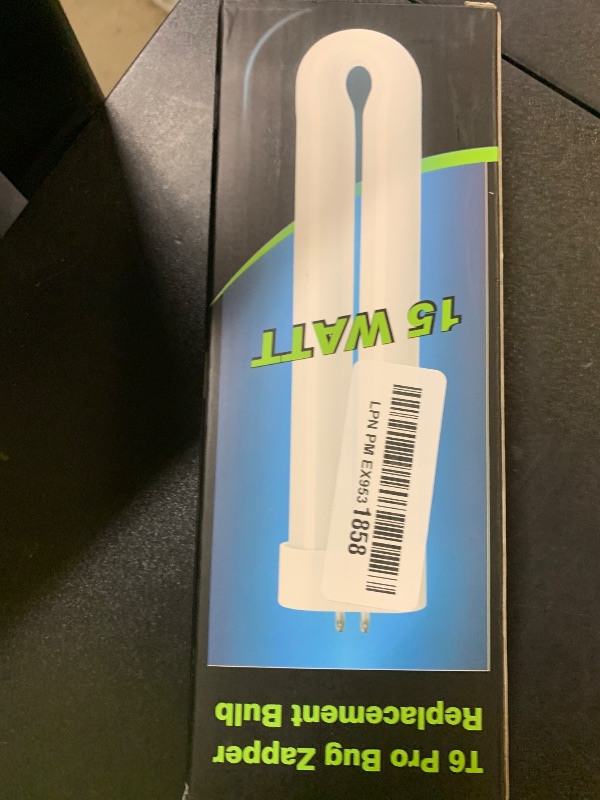 T6 Pro Bug Zapper
Replacement Bulb
15 WATT
LPN PM EX953 1858